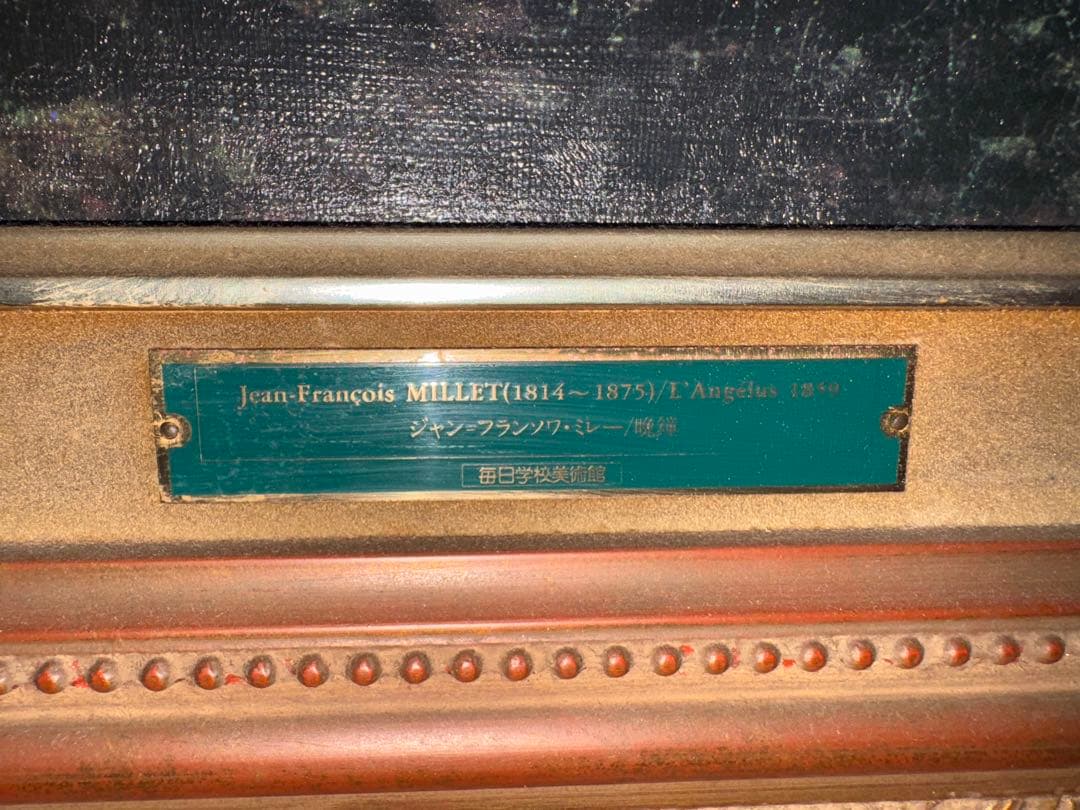 Jean-François MILLET(1814～1875)/L'Angélus
ジャン=フランソワ・ミレー/晩鐘
毎日学校美術館